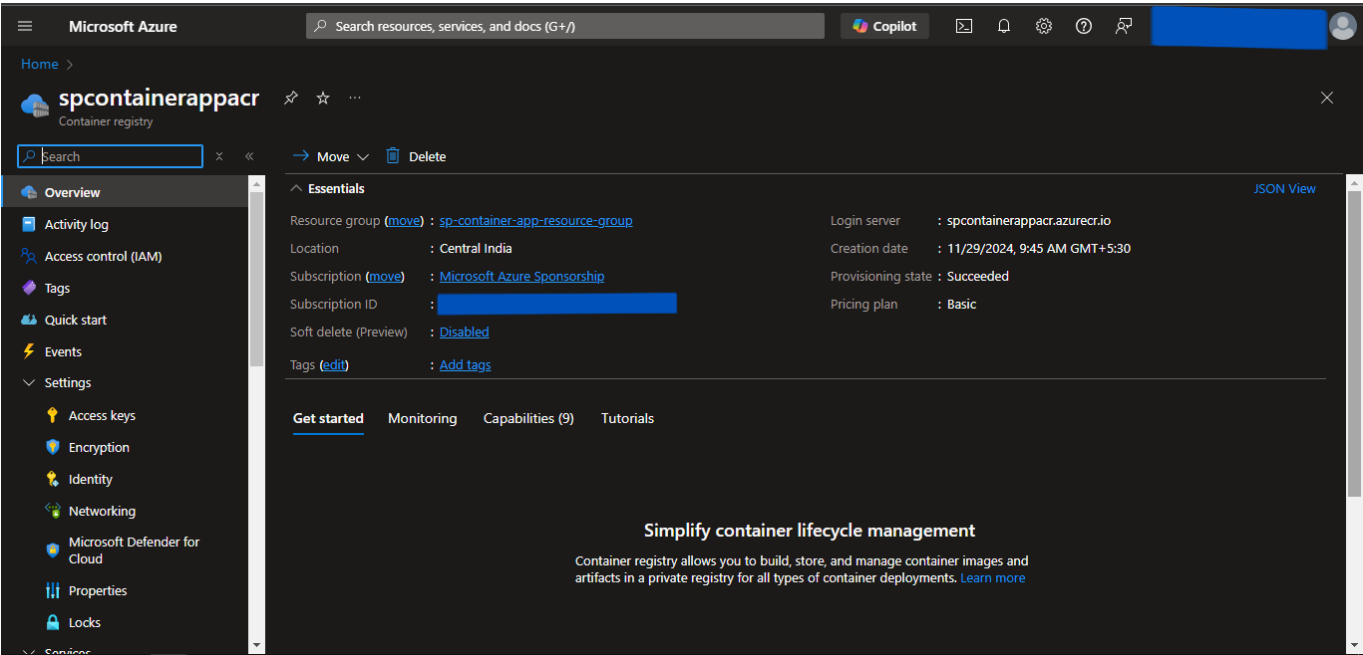 Microsoft Azure
Search resources, services, and docs (G+/)
Copilot
Home >
spcontainerappacr
Container registry
Search
Move
Delete
Overview
Activity log
Access control (IAM)
Tags
Quick start
Events
Settings
Access keys
Encryption
Identity
Networking
Microsoft Defender for
Cloud
Properties
Locks
Services
Essentials
JSON View
Resource group (move) : sp-container-app-resource-group
Location : Central India
Subscription (move) : Microsoft Azure Sponsorship
Subscription ID :
Soft delete (Preview) : Disabled
Tags (edit) : Add tags
Login server : spcontainerappacr.azurecr.io
Creation date : 11/29/2024, 9:45 AM GMT+5:30
Provisioning state : Succeeded
Pricing plan : Basic
Get started
Monitoring
Capabilities (9)
Tutorials
Simplify container lifecycle management
Container registry allows you to build, store, and manage container images and
artifacts in a private registry for all types of container deployments. Learn more